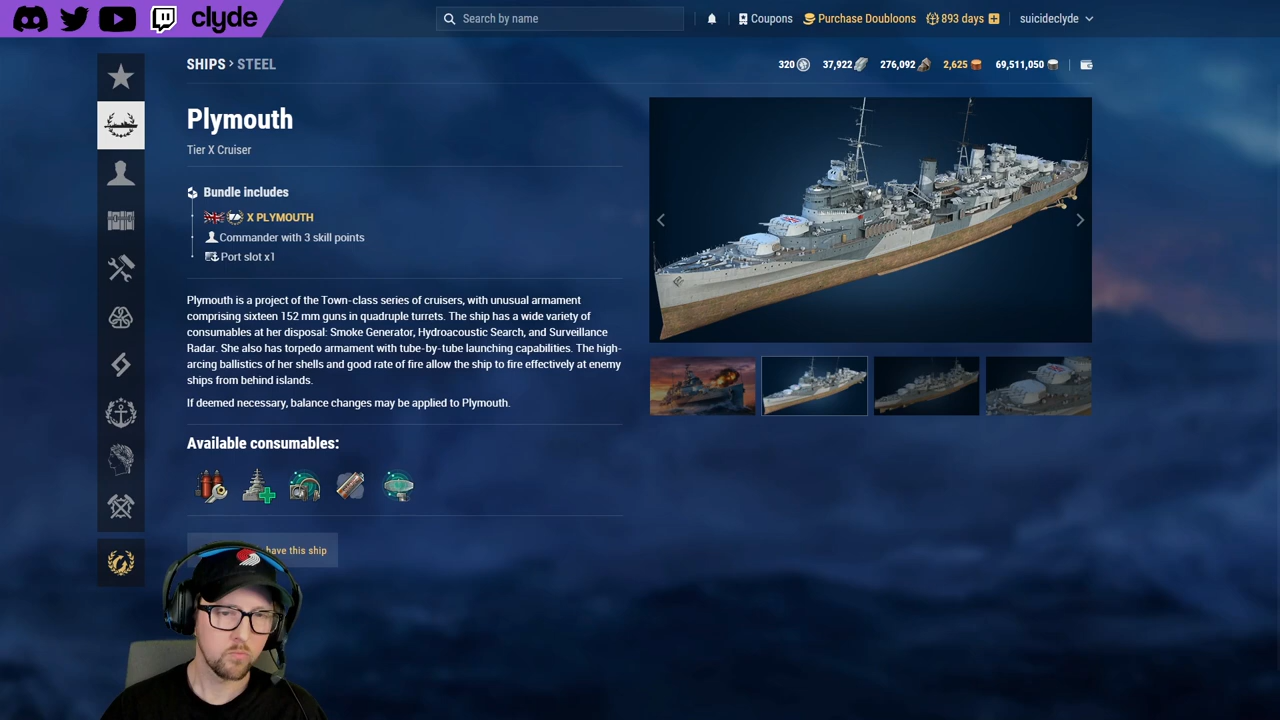 clyde
Search by name
Coupons
Purchase Doubloons
893 days
suicideclyde
SHIPS > STEEL
320
37,922
276,092
2,625
69,511,050
Plymouth
Tier X Cruiser
Bundle includes
X PLYMOUTH
Commander with 3 skill points
Port slot x1
Plymouth is a project of the Town-class series of cruisers, with unusual armament
comprising sixteen 152 mm guns in quadruple turrets. The ship has a wide variety of
consumables at her disposal: Smoke Generator, Hydroacoustic Search, and Surveillance
Radar. She also has torpedo armament with tube-by-tube launching capabilities. The high-
arcing ballistics of her shells and good rate of fire allow the ship to fire effectively at enemy
ships from behind islands.
If deemed necessary, balance changes may be applied to Plymouth.
Available consumables:
have this ship